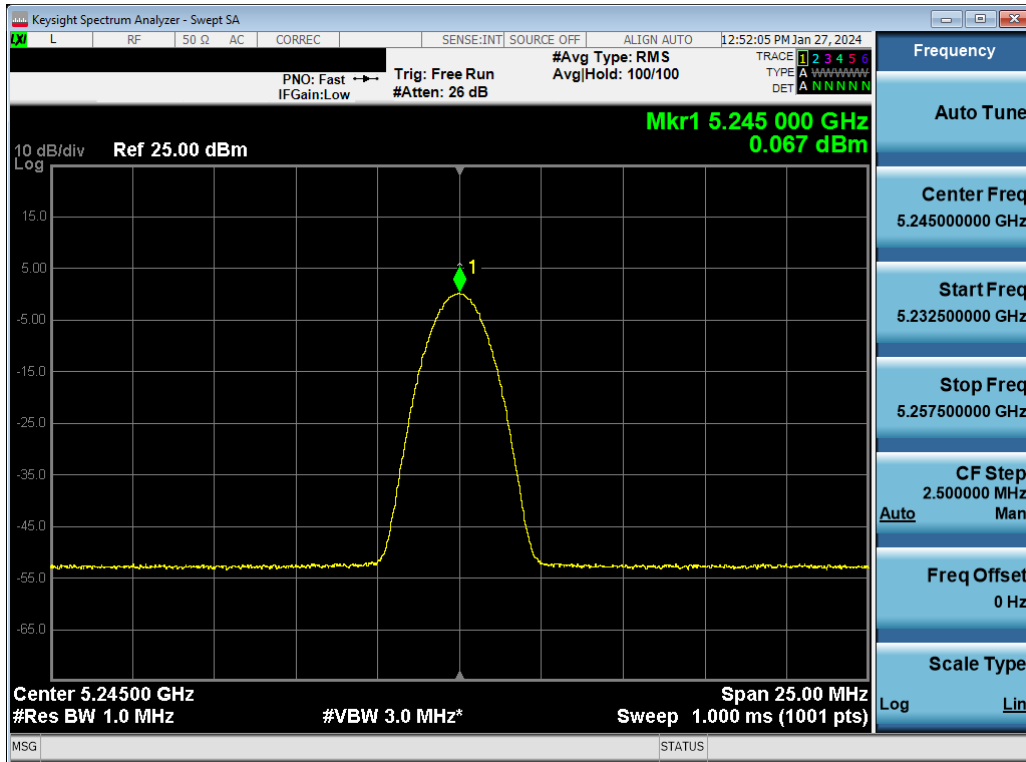 Keysight Spectrum Analyzer - Swept SA
LXI L RF 50 Ω AC CORREC SENSE:INT SOURCE OFF ALIGN AUTO 12:52:05 PM Jan 27, 2024
PNO: Fast
IFGain:Low
Trig: Free Run
#Atten: 26 dB
#Avg Type: RMS
Avg|Hold: 100/100
TRACE 1 2 3 4 5 6
TYPE A WWWWW
DET A N N N N N
Mkr1 5.245 000 GHz
0.067 dBm
10 dB/div
Log
Ref 25.00 dBm
15.0
5.00
-5.00
-15.0
-25.0
-35.0
-45.0
-55.0
-65.0
1
Center 5.24500 GHz
Span 25.00 MHz
#Res BW 1.0 MHz
#VBW 3.0 MHz*
Sweep 1.000 ms (1001 pts)
MSG
STATUS
Frequency
Auto Tune
Center Freq
5.245000000 GHz
Start Freq
5.232500000 GHz
Stop Freq
5.257500000 GHz
CF Step
2.500000 MHz
Auto Man
Freq Offset
0 Hz
Scale Type
Log Lin